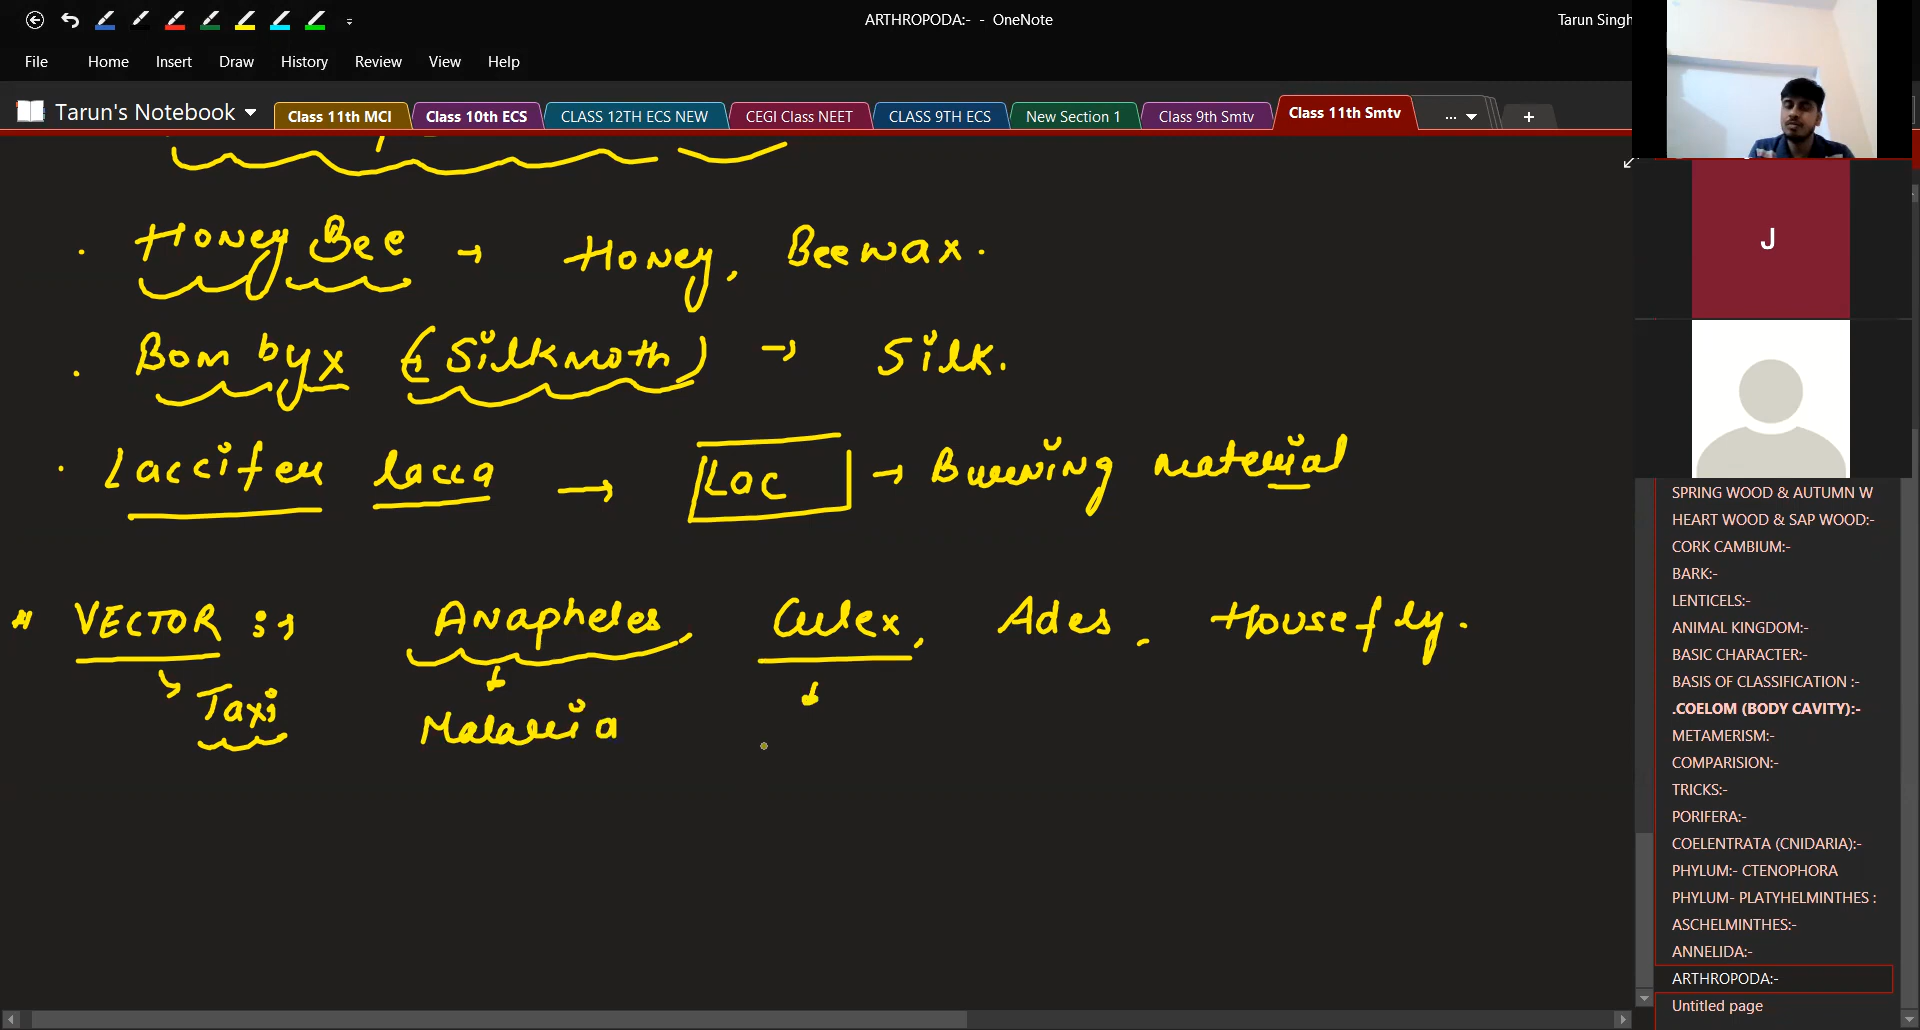 ARTHROPODA:- - OneNote
Tarun Singh
File Home Insert Draw History Review View Help
Tarun's Notebook
Class 11th MCI Class 10th ECS CLASS 12TH ECS NEW CEGI Class NEET CLASS 9TH ECS New Section 1 Class 9th Smtv Class 11th Smtv ... +
J
. Honey Bee → Honey, Beewax.
. Bombyx (Silkmoth) → Silk.
. Laccifer lacca → Lac → Burning material
* VECTOR :→ Anapheles, Culex, Ades, Housefly.
→ Taxi
Malaria
SPRING WOOD & AUTUMN W
HEART WOOD & SAP WOOD:-
CORK CAMBIUM:-
BARK:-
LENTICELS:-
ANIMAL KINGDOM:-
BASIC CHARACTER:-
BASIS OF CLASSIFICATION :-
.COELOM (BODY CAVITY):-
METAMERISM:-
COMPARISION:-
TRICKS:-
PORIFERA:-
COELENTRATA (CNIDARIA):-
PHYLUM:- CTENOPHORA
PHYLUM- PLATYHELMINTHES :
ASCHELMINTHES:-
ANNELIDA:-
ARTHROPODA:-
Untitled page